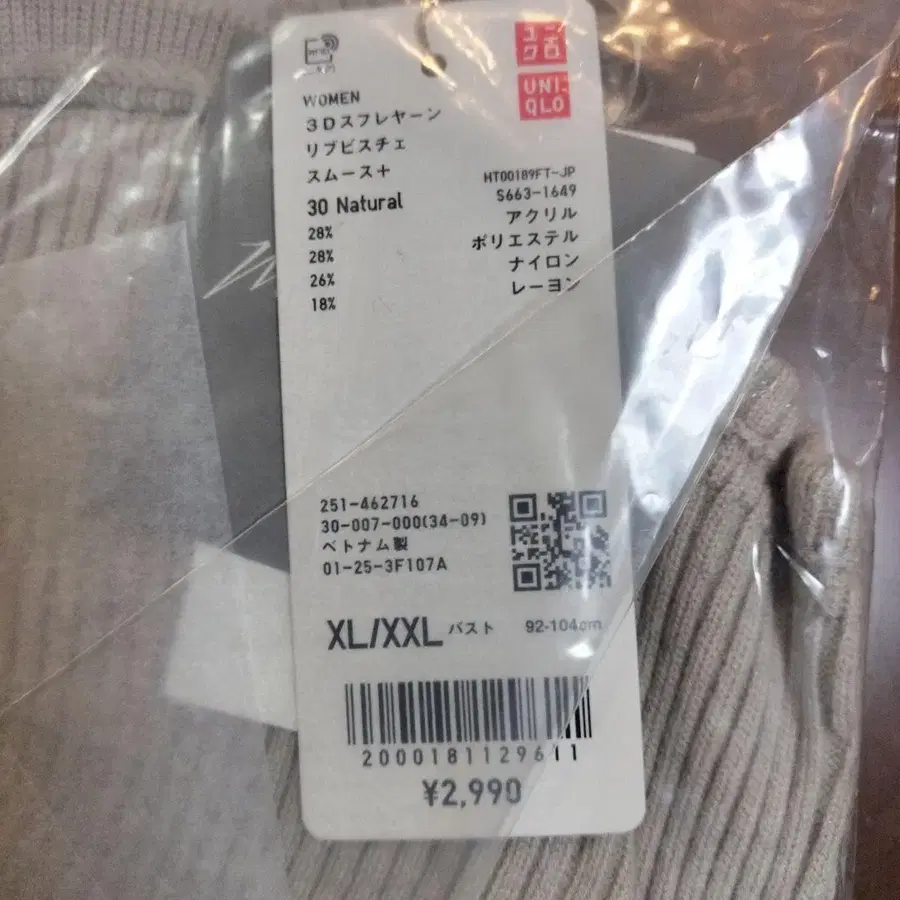 ユニ
クロ
UNI
QLO
WOMEN
3Dスフレヤーン
リブビスチェ
スムース+
HT00189FT-JP
S663-1649
30 Natural
28% アクリル
28% ポリエステル
26% ナイロン
18% レーヨン
251-462716
30-007-000(34-09)
ベトナム製
01-25-3F107A
XL/XXL バスト 92-104cm
2000181129611
¥2,990